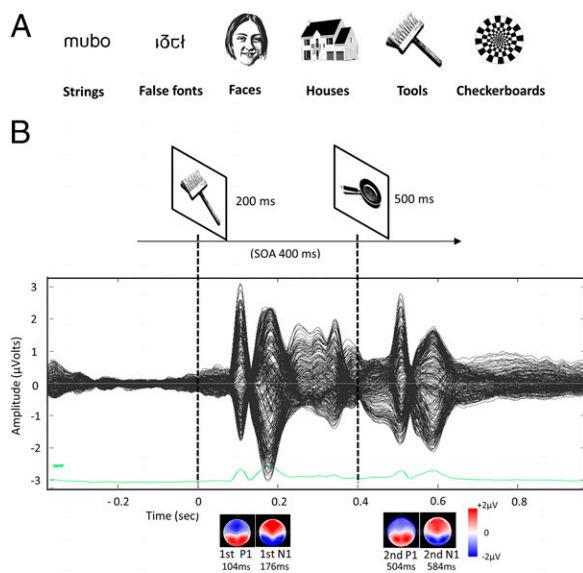 A
mubo
ıðtł
Strings
False fonts
Faces
Houses
Tools
Checkerboards
B
200 ms
500 ms
(SOA 400 ms)
Amplitude (µVolts)
3
2
1
0
-1
-2
-3
GFP
-0.2
0
0.2
0.4
0.6
0.8
Time (sec)
1st P1
104ms
1st N1
176ms
2nd P1
504ms
2nd N1
584ms
+2µV
-2µV